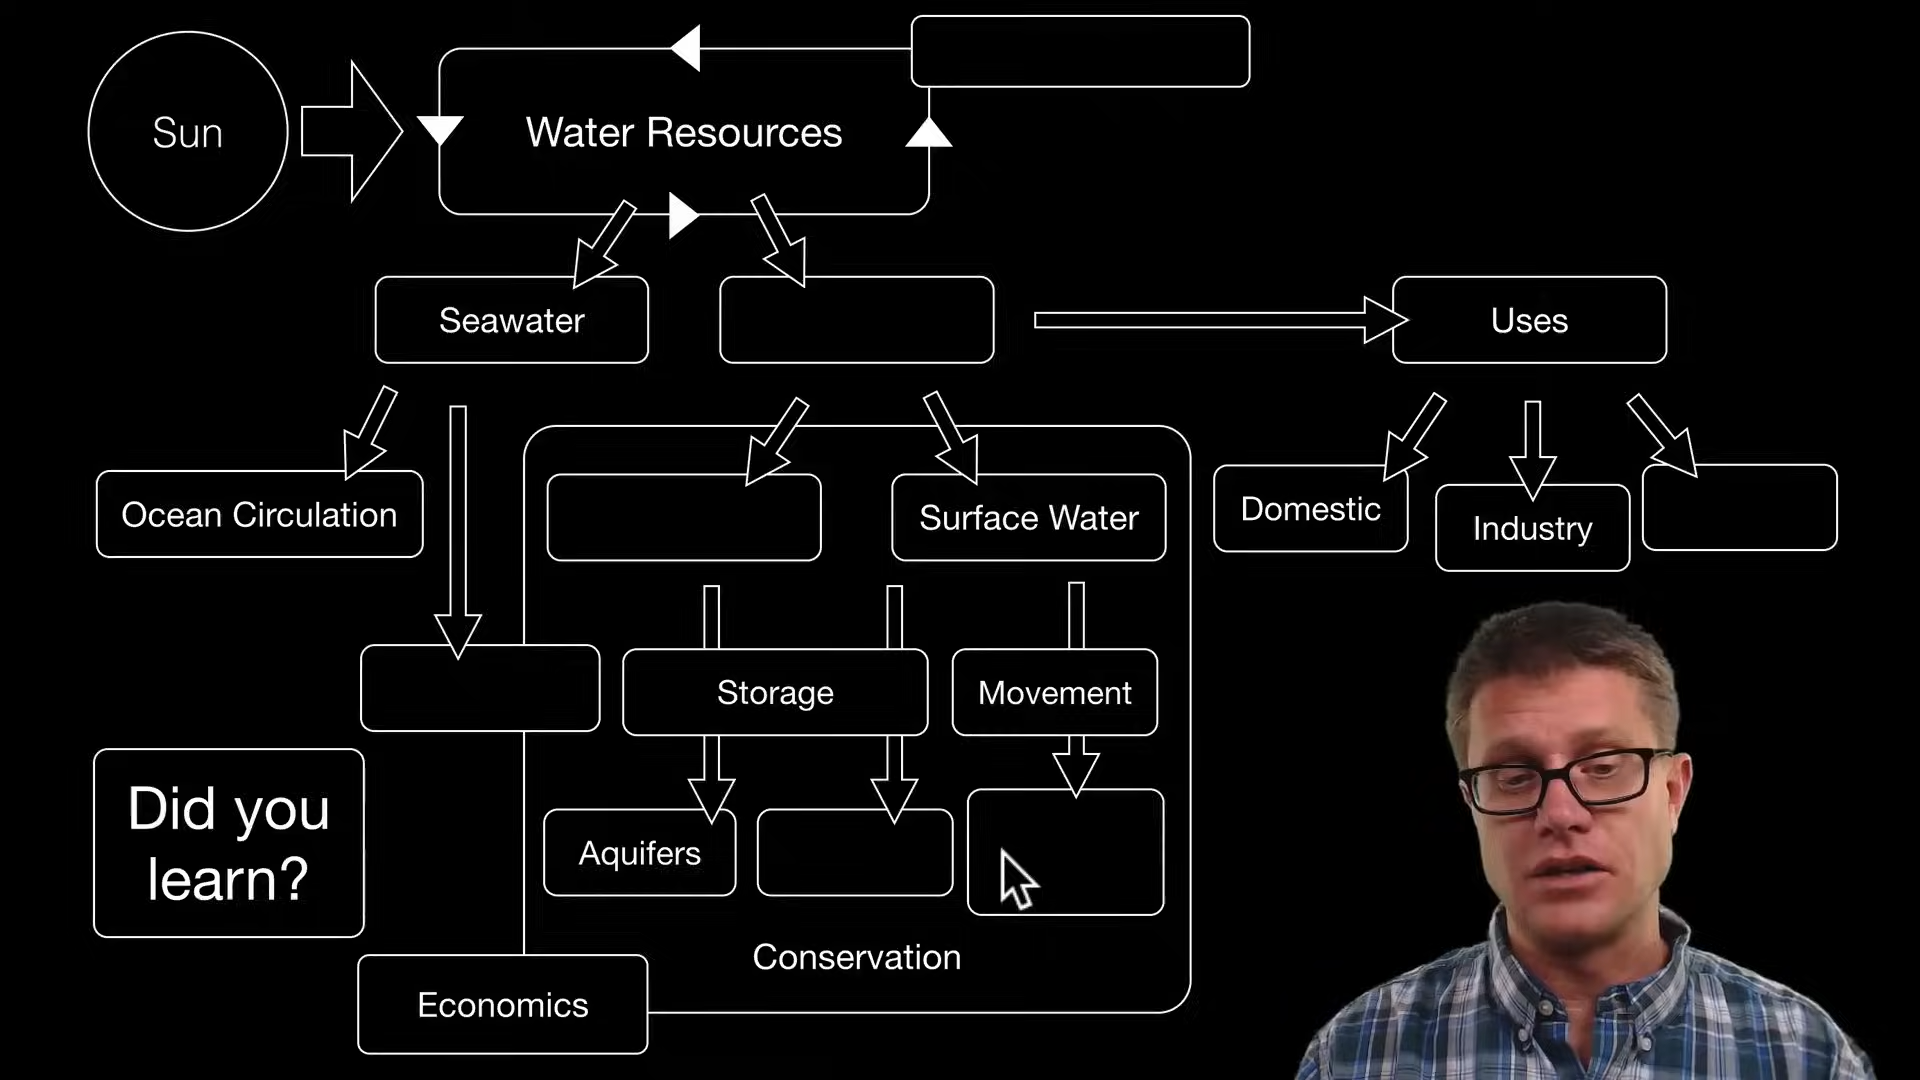 Sun
Water Resources
Seawater
Uses
Ocean Circulation
Surface Water
Domestic
Industry
Storage
Movement
Did you
learn?
Aquifers
Conservation
Economics